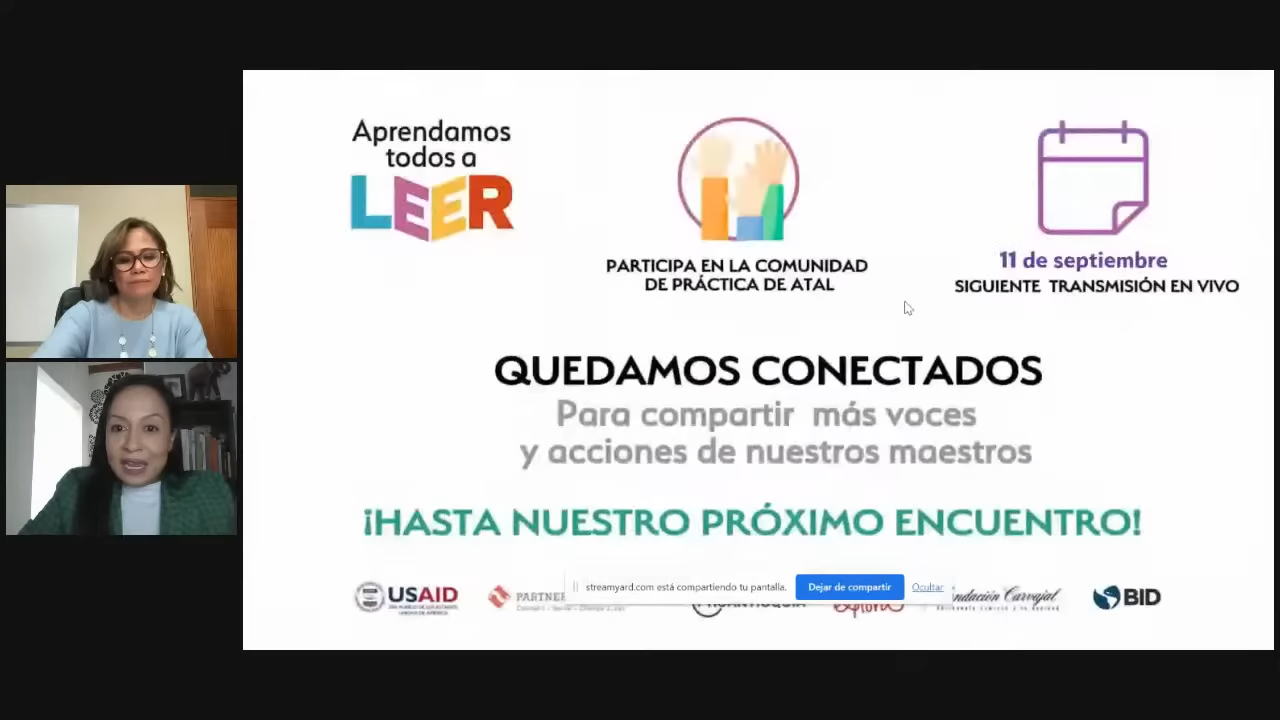 Aprendamos
todos a
LEER
PARTICIPA EN LA COMUNIDAD
DE PRÁCTICA DE ATAL
11 de septiembre
SIGUIENTE TRANSMISIÓN EN VIVO
QUEDAMOS CONECTADOS
Para compartir más voces
y acciones de nuestros maestros
¡HASTA NUESTRO PRÓXIMO ENCUENTRO!
streamyard.com está compartiendo tu pantalla.
Dejar de compartir
Ocultar
USAID
BID